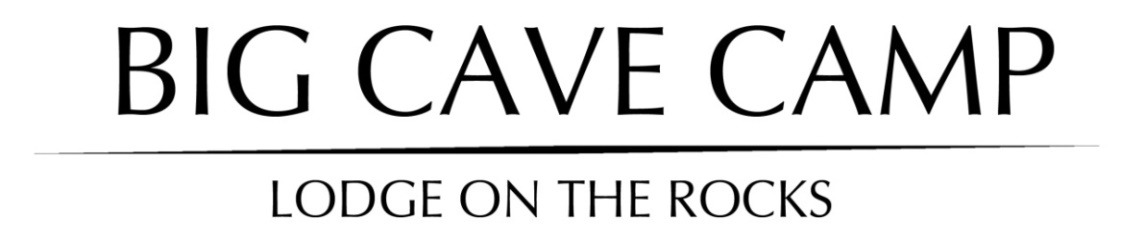 BIG CAVE CAMP
LODGE ON THE ROCKS